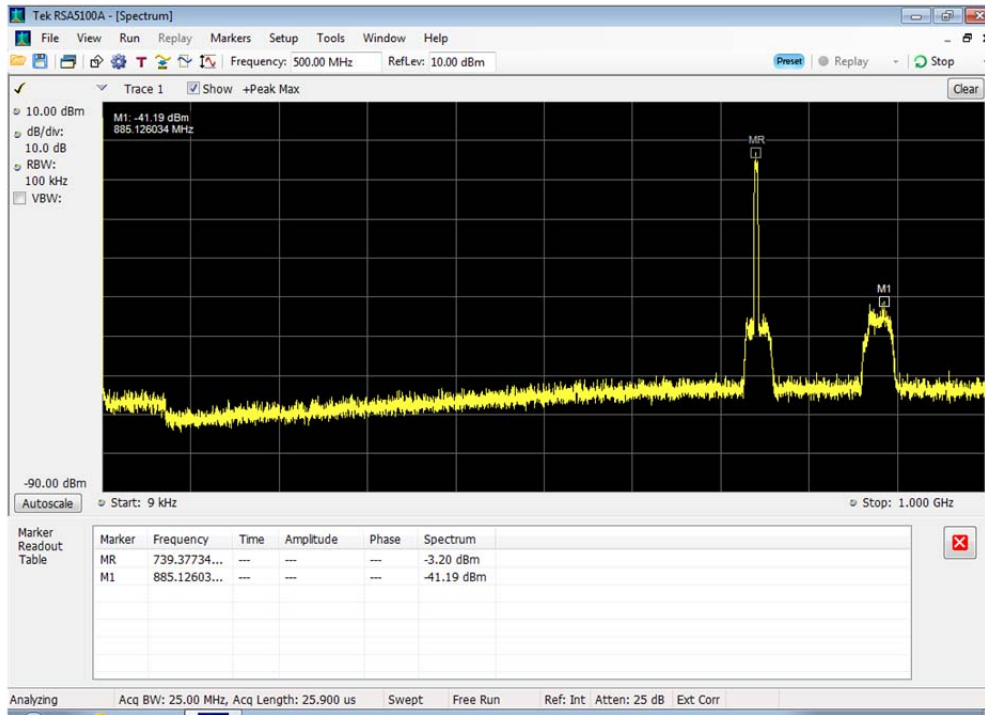 Tek RSA5100A - [Spectrum]
File View Run Replay Markers Setup Tools Window Help
Frequency: 500.00 MHz RefLev: 10.00 dBm Preset Replay Stop
Trace 1 Show +Peak Max Clear
10.00 dBm
dB/div:
10.0 dB
RBW:
100 kHz
VBW:
M1: -41.19 dBm
885.126034 MHz
MR
M1
-90.00 dBm
Autoscale Start: 9 kHz Stop: 1.000 GHz
Marker
Readout
Table
Marker Frequency Time Amplitude Phase Spectrum
MR 739.37734... --- --- --- -3.20 dBm
M1 885.12603... --- --- --- -41.19 dBm
Analyzing Acq BW: 25.00 MHz, Acq Length: 25.900 us Swept Free Run Ref: Int Atten: 25 dB Ext Corr